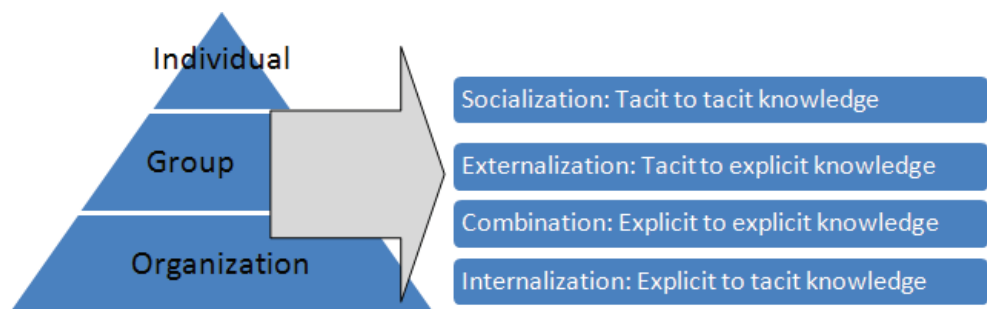 Individual
Group
Organization
Socialization: Tacit to tacit knowledge
Externalization: Tacit to explicit knowledge
Combination: Explicit to explicit knowledge
Internalization: Explicit to tacit knowledge